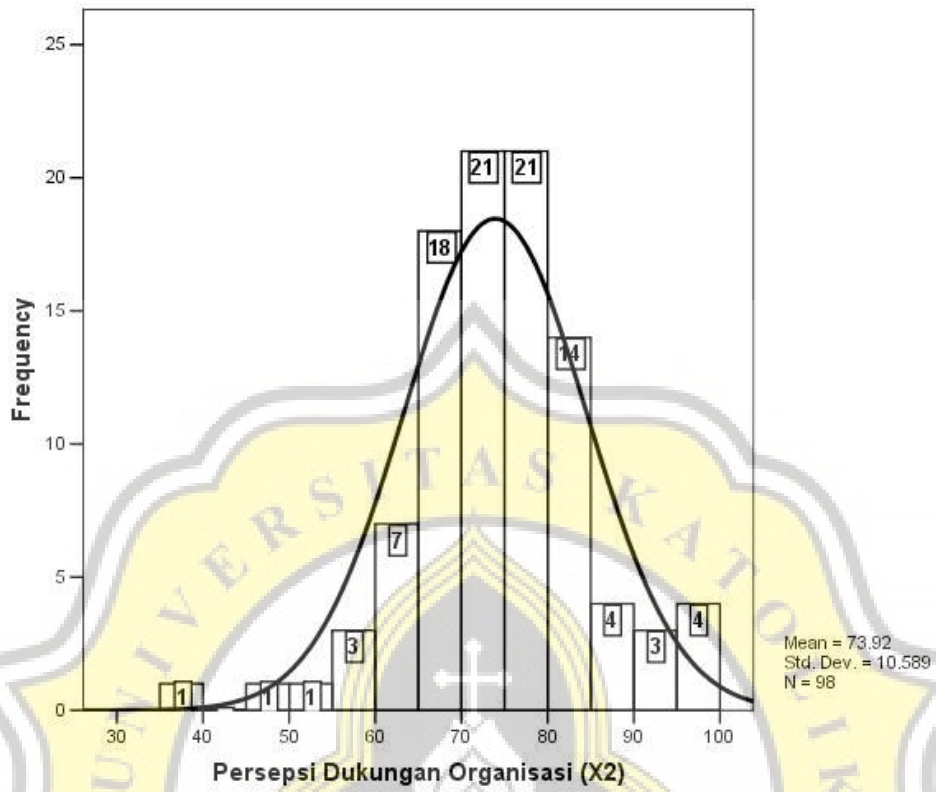 25
20
15
10
5
0
Frequency
1
1
1
3
7
18
21
21
14
4
3
4
30 40 50 60 70 80 90 100
Persepsi Dukungan Organisasi (X2)
Mean = 73.92
Std. Dev. = 10.589
N = 98
UNIVERSITAS KATOLIK